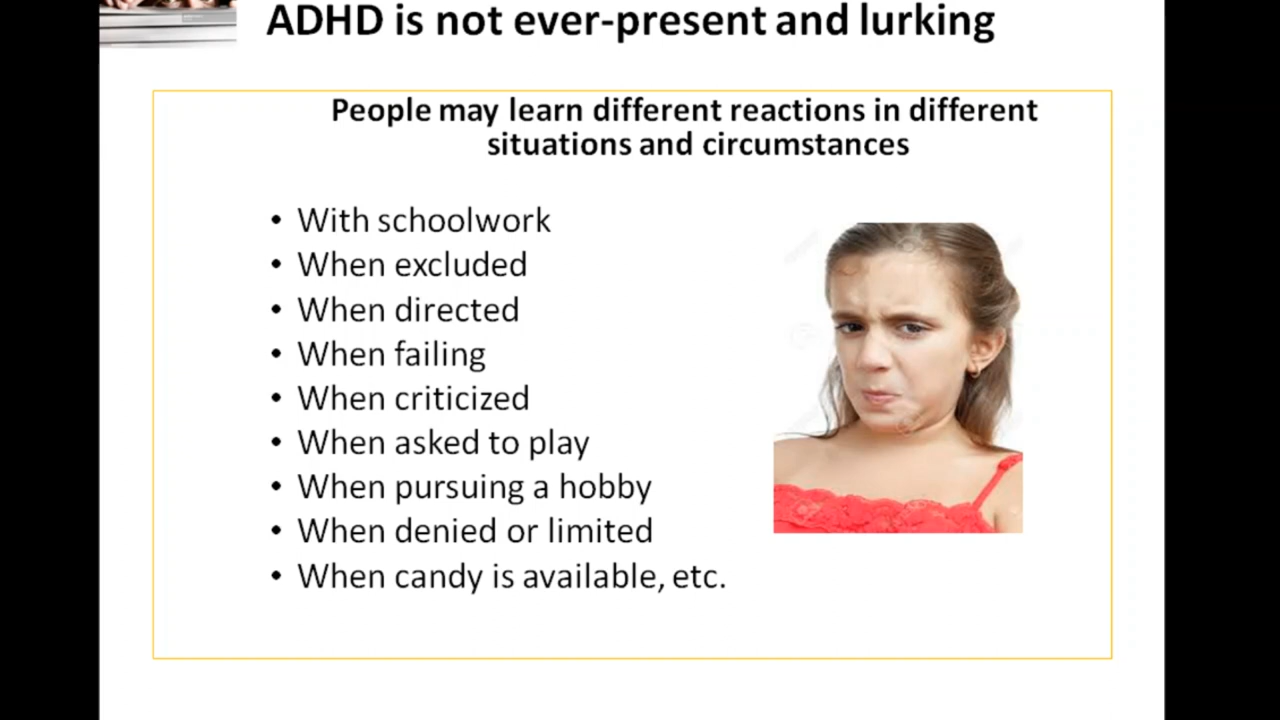 ADHD is not ever-present and lurking
People may learn different reactions in different
situations and circumstances
• With schoolwork
• When excluded
• When directed
• When failing
• When criticized
• When asked to play
• When pursuing a hobby
• When denied or limited
• When candy is available, etc.